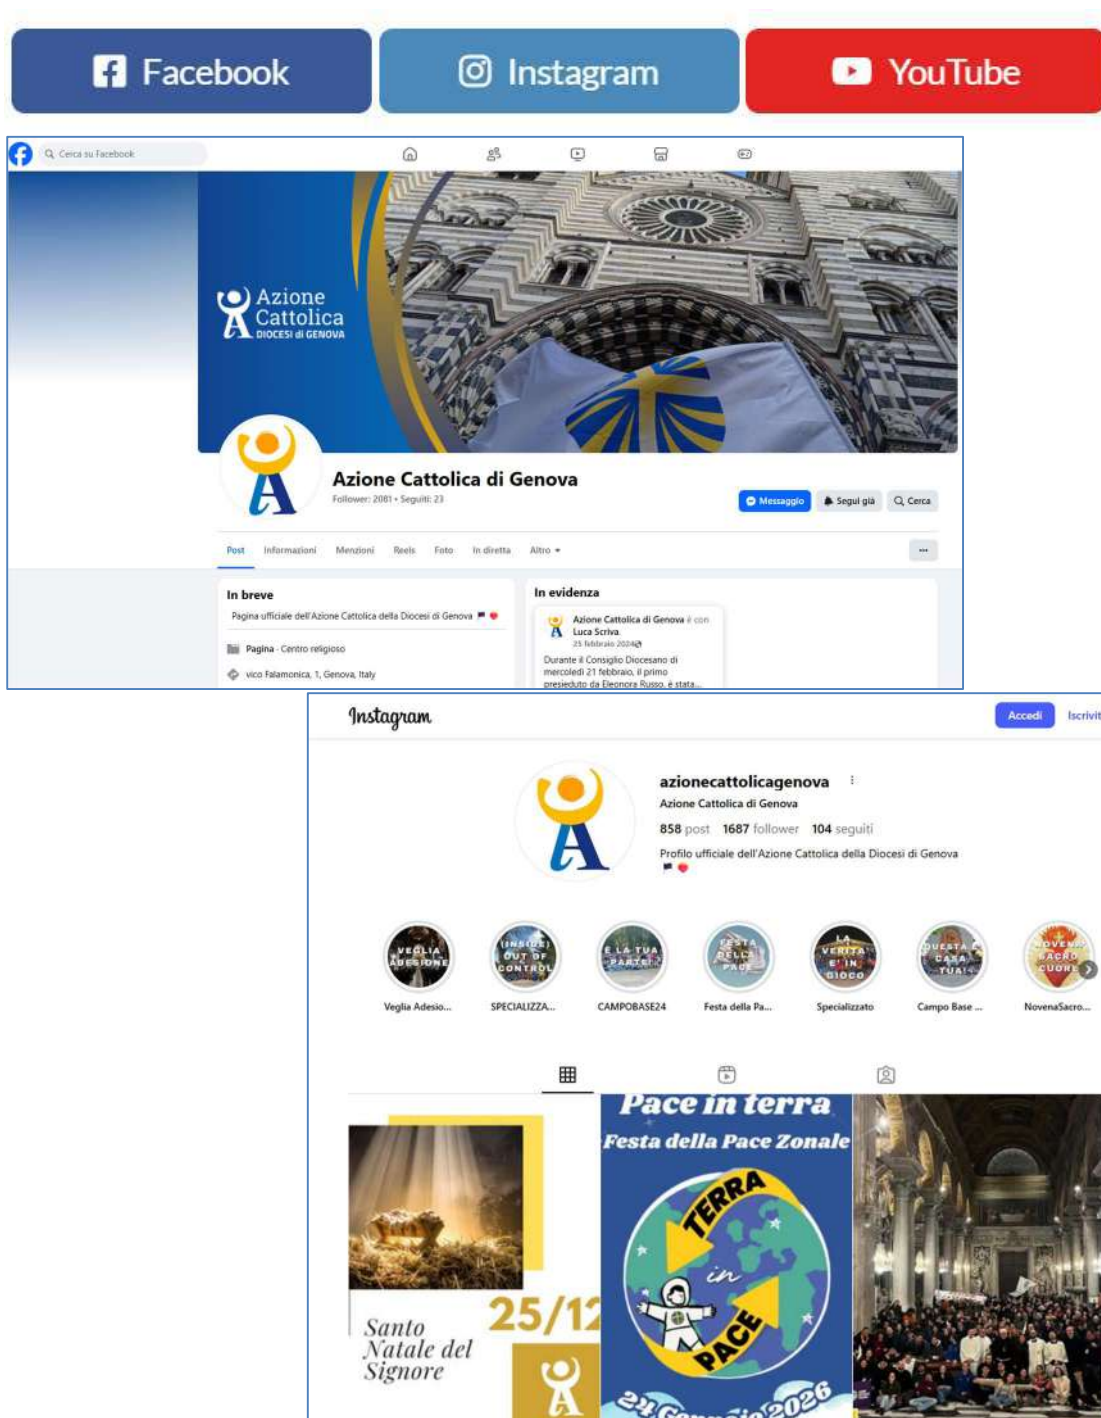 Facebook
Instagram
YouTube
Cerca su Facebook
Azione
Cattolica
DIOCESI di GENOVA
Azione Cattolica di Genova
Follower: 2081 • Seguiti: 23
Messaggio
Segui già
Cerca
Post
Informazioni
Menzioni
Reels
Foto
In diretta
Altro
In breve
Pagina ufficiale dell'Azione Cattolica della Diocesi di Genova
Pagina · Centro religioso
vico Falamonica, 1, Genova, Italy
In evidenza
Azione Cattolica di Genova è con
Luca Scriva.
25 febbraio 2024
Durante il Consiglio Diocesano di
mercoledì 21 febbraio, il primo
presieduto da Eleonora Russo, è stata...
Instagram
Accedi
Iscrivit
azionecattolicagenova
Azione Cattolica di Genova
858 post 1687 follower 104 seguiti
Profilo ufficiale dell'Azione Cattolica della Diocesi di Genova
VEGLIA
ADESIONE
(INSIDE)
OUT OF
CONTROL
È LA TUA
PARTE!
FESTA
DELLA
PACE
LA
VERITA'
E' IN
GIOCO
QUESTA È
CASA
TUA!
NOVENA
SACRO
CUORE
Veglia Adesio...
SPECIALIZZA...
CAMPOBASE24
Festa della Pa...
Specializzato
Campo Base ...
NovenaSacro...
25/12
Santo
Natale del
Signore
Pace in terra
Festa della Pace Zonale
TERRA
in
PACE
24 Gennaio 2026